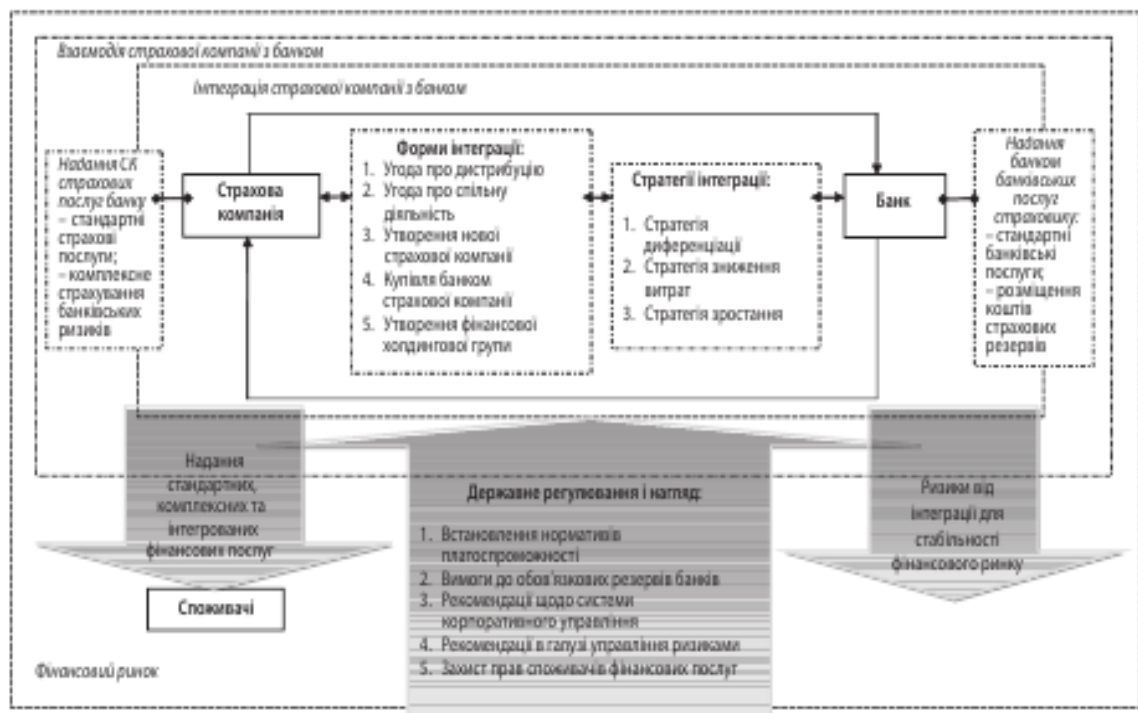 Взаємодія страхової компанії з банком
Інтеграція страхової компанії з банком
Надання СК
страхових
послуг банку
– стандартні
страхові
послуги;
– комплексне
страхування
банківських
ризиків
Страхова
компанія
Форми інтеграції:
1. Угода про дистрибуцію
2. Угода про спільну
діяльність
3. Утворення нової
страхової компанії
4. Купівля банком
страхової компанії
5. Утворення фінансової
холдингової групи
Стратегії інтеграції:
1. Стратегія
диференціації
2. Стратегія зниження
витрат
3. Стратегія зростання
Банк
Надання
банком
банківських
послуг
страховику:
– стандартні
банківські
послуги;
– розміщення
коштів
страхових
резервів
Надання
стандартних,
комплексних та
інтегрованих
фінансових послуг
Споживачі
Державне регулювання і нагляд:
1. Встановлення нормативів
платоспроможності
2. Вимоги до обов'язкових резервів банків
3. Рекомендації щодо системи
корпоративного управління
4. Рекомендації в галузі управління ризиками
5. Захист прав споживачів фінансових послуг
Ризики від
інтеграції для
стабільності
фінансового ринку
Фінансовий ринок